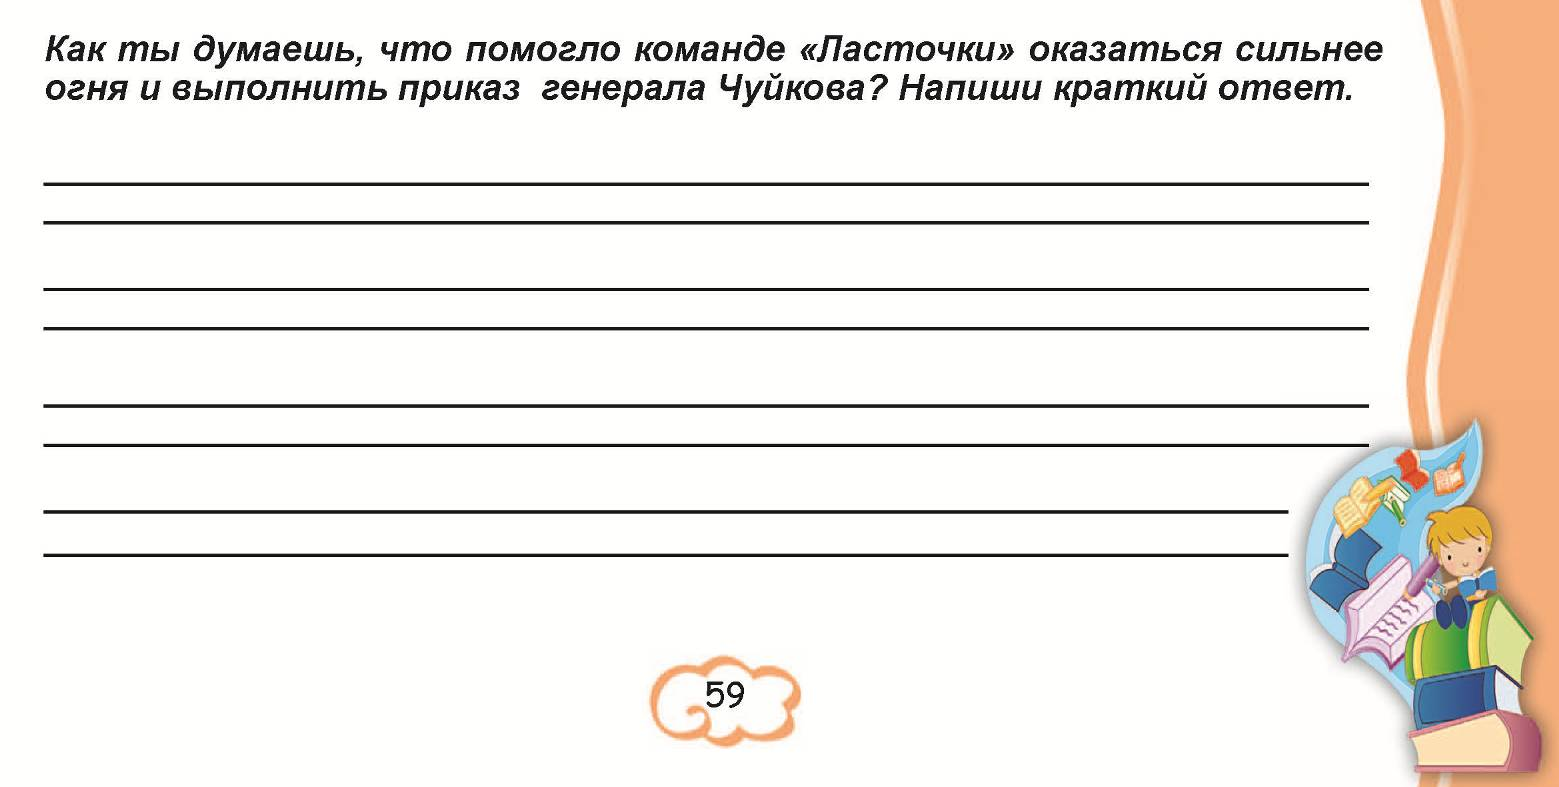 Как ты думаешь, что помогло команде «Ласточки» оказаться сильнее
огня и выполнить приказ генерала Чуйкова? Напиши краткий ответ.
59